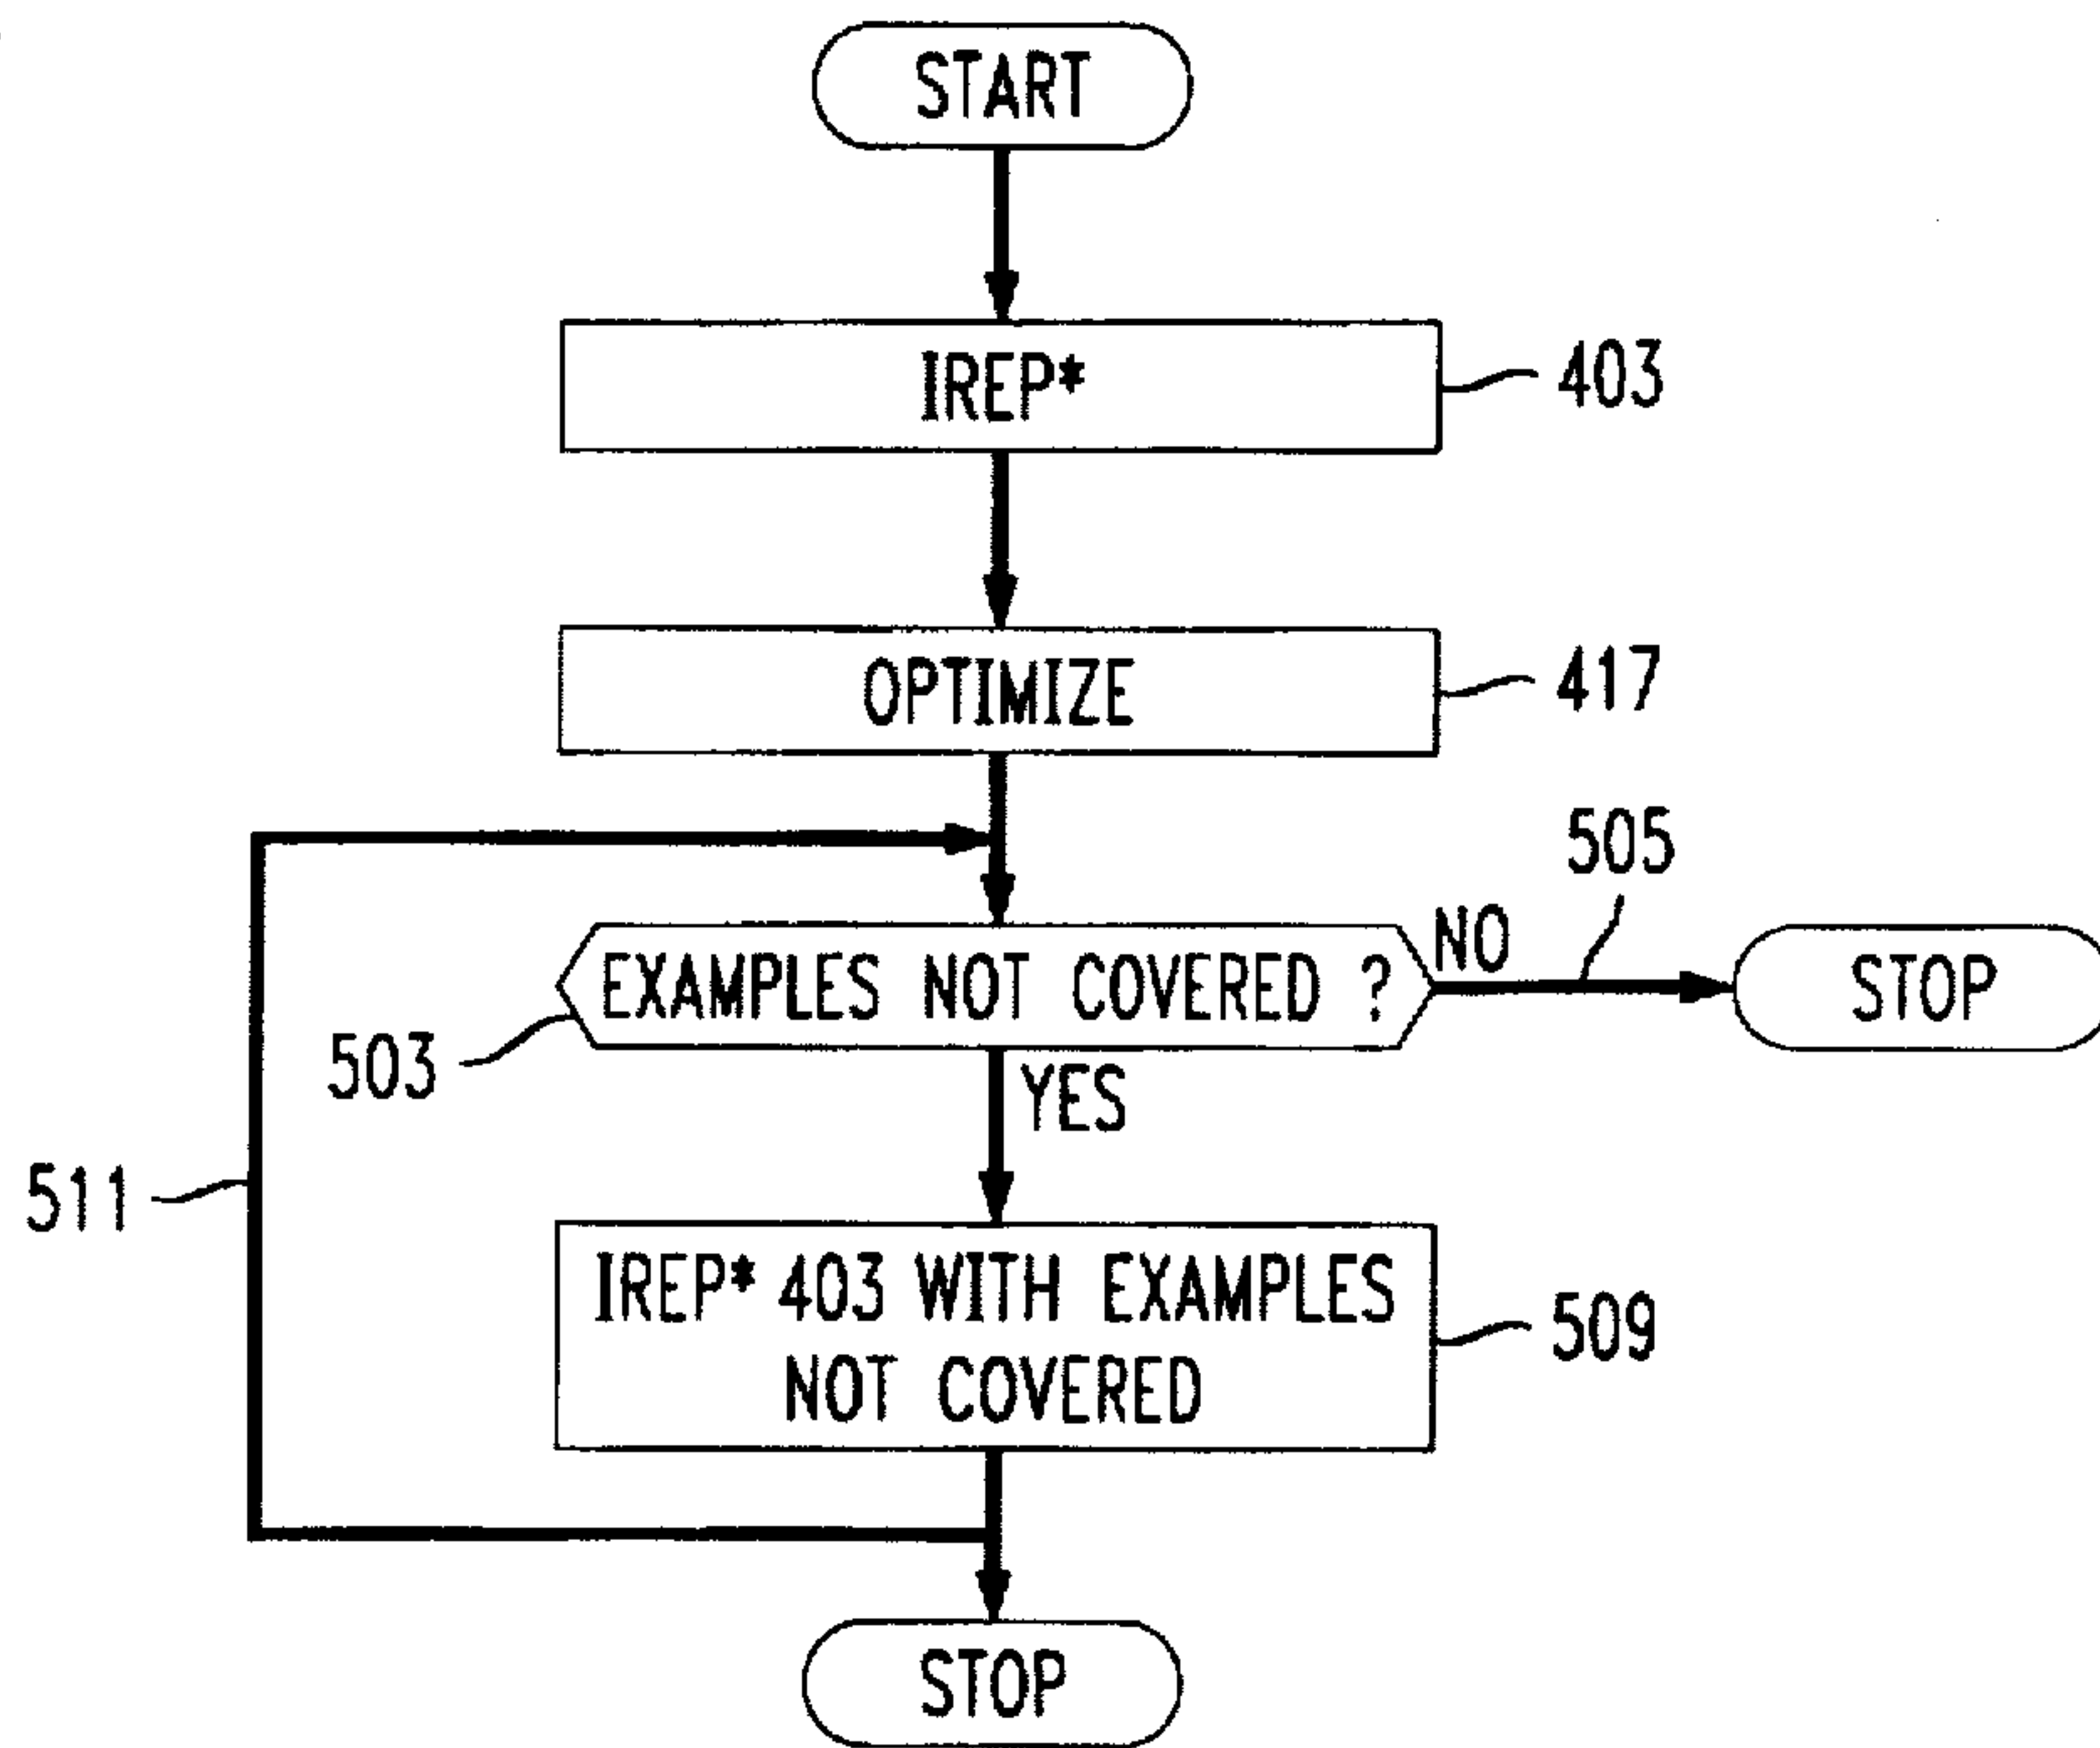 START
IREP*
403
OPTIMIZE
417
505
EXAMPLES NOT COVERED ?
NO
STOP
503
YES
511
IREP* 403 WITH EXAMPLES
NOT COVERED
509
STOP